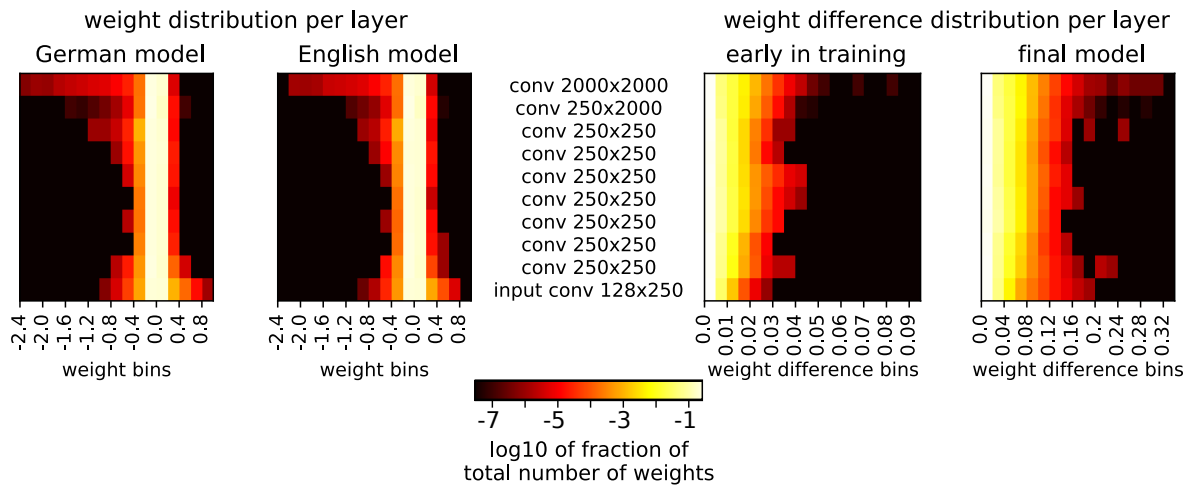 weight distribution per layer
weight difference distribution per layer
German model
English model
early in training
final model
conv 2000x2000
conv 250x2000
conv 250x250
conv 250x250
conv 250x250
conv 250x250
conv 250x250
conv 250x250
conv 250x250
input conv 128x250
-2.4 -2.0 -1.6 -1.2 -0.8 -0.4 0.0 0.4 0.8
-2.4 -2.0 -1.6 -1.2 -0.8 -0.4 0.0 0.4 0.8
0.0 0.01 0.02 0.03 0.04 0.05 0.06 0.07 0.08 0.09
0.0 0.04 0.08 0.12 0.16 0.2 0.24 0.28 0.32
weight bins
weight bins
weight difference bins
weight difference bins
-7 -5 -3 -1
log10 of fraction of
total number of weights